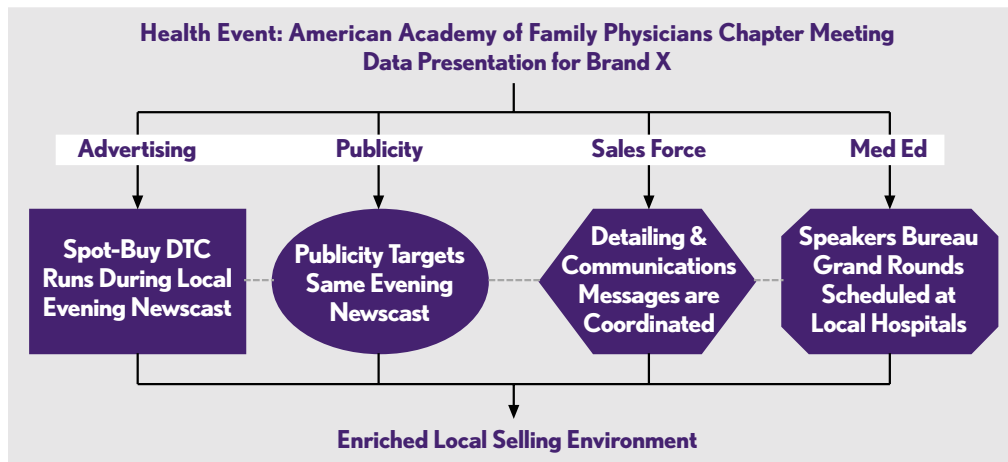 Health Event: American Academy of Family Physicians Chapter Meeting
Data Presentation for Brand X
Advertising
Publicity
Sales Force
Med Ed
Spot-Buy DTC
Runs During Local
Evening Newscast
Publicity Targets
Same Evening
Newscast
Detailing &
Communications
Messages are
Coordinated
Speakers Bureau
Grand Rounds
Scheduled at
Local Hospitals
Enriched Local Selling Environment